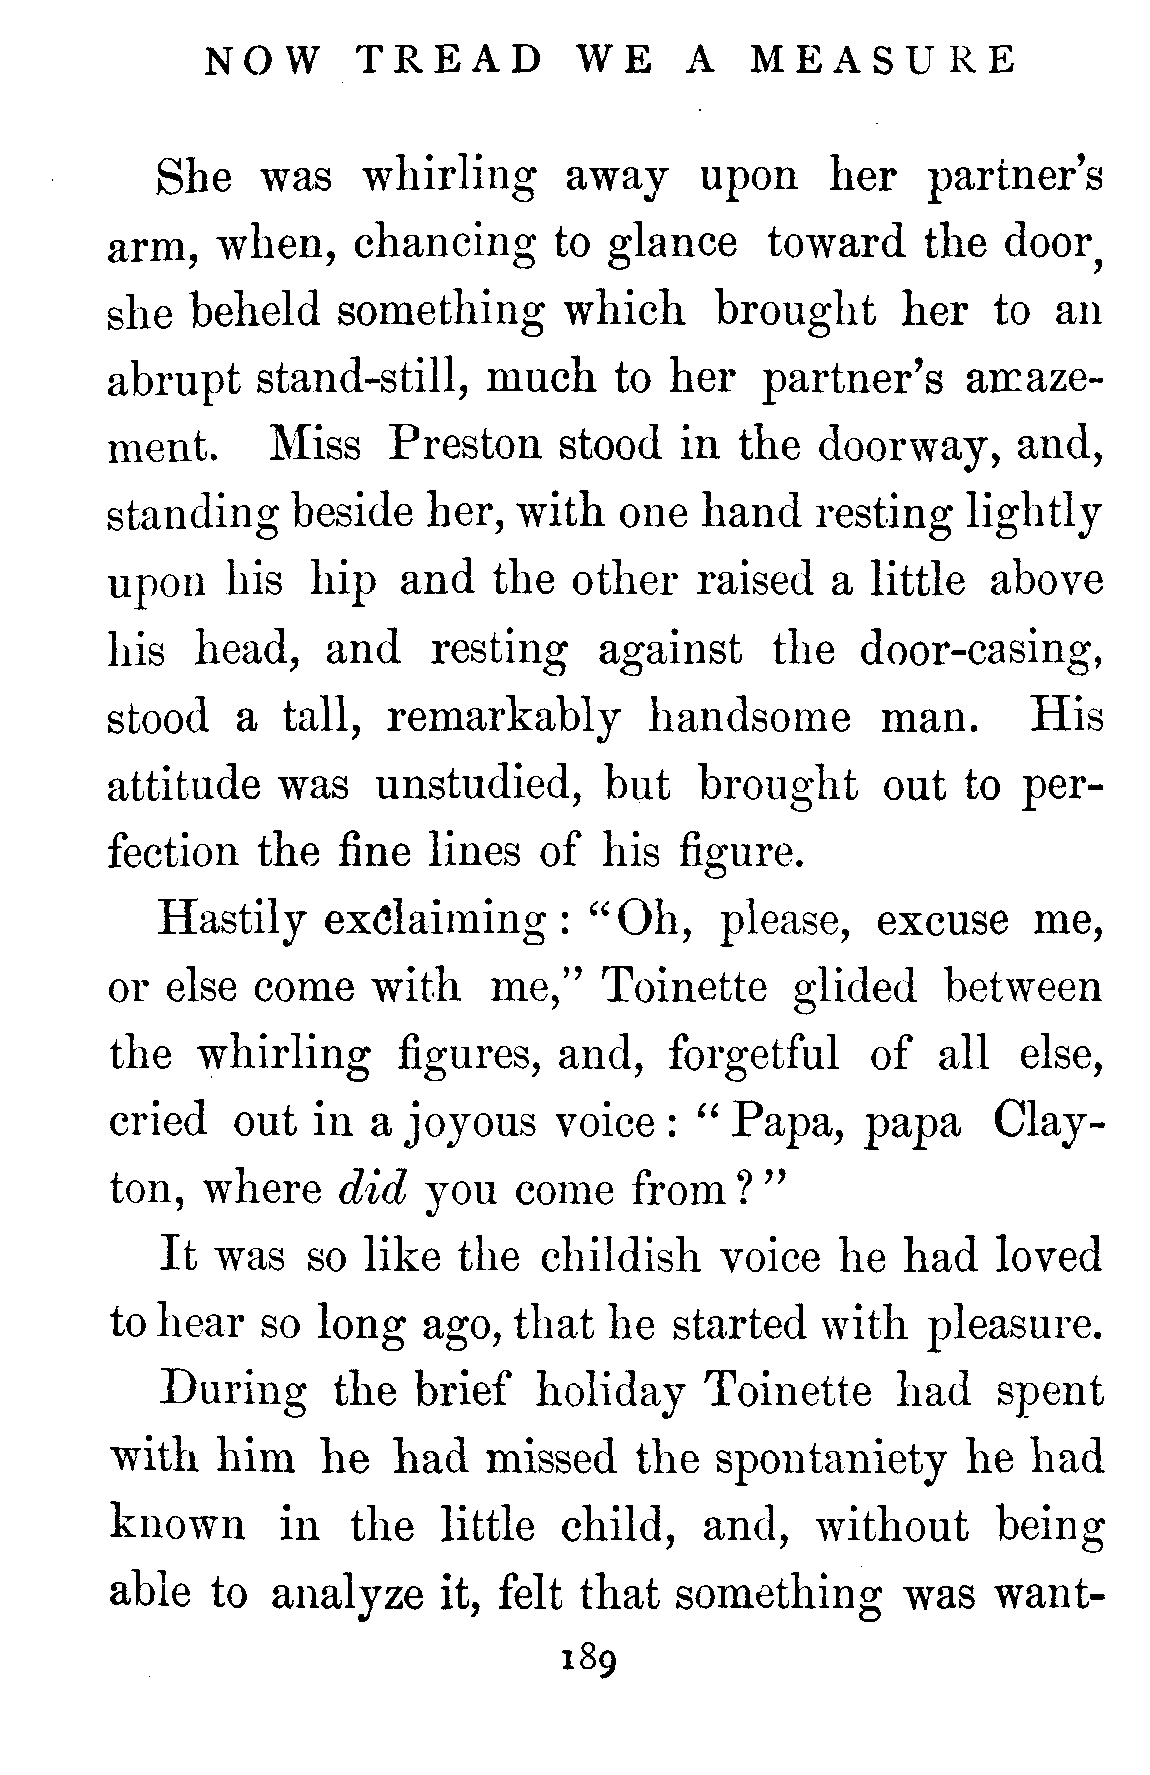 NOW TREAD WE A MEASURE
She was whirling away upon her partner's
arm, when, chancing to glance toward the door,
she beheld something which brought her to an
abrupt stand-still, much to her partner's amaze-
ment. Miss Preston stood in the doorway, and,
standing beside her, with one hand resting lightly
upon his hip and the other raised a little above
his head, and resting against the door-casing,
stood a tall, remarkably handsome man. His
attitude was unstudied, but brought out to per-
fection the fine lines of his figure.
Hastily exclaiming: "Oh, please, excuse me,
or else come with me," Toinette glided between
the whirling figures, and, forgetful of all else,
cried out in a joyous voice: "Papa, papa Clay-
ton, where did you come from?"
It was so like the childish voice he had loved
to hear so long ago, that he started with pleasure.
During the brief holiday Toinette had spent
with him he had missed the spontaniety he had
known in the little child, and, without being
able to analyze it, felt that something was want-
189